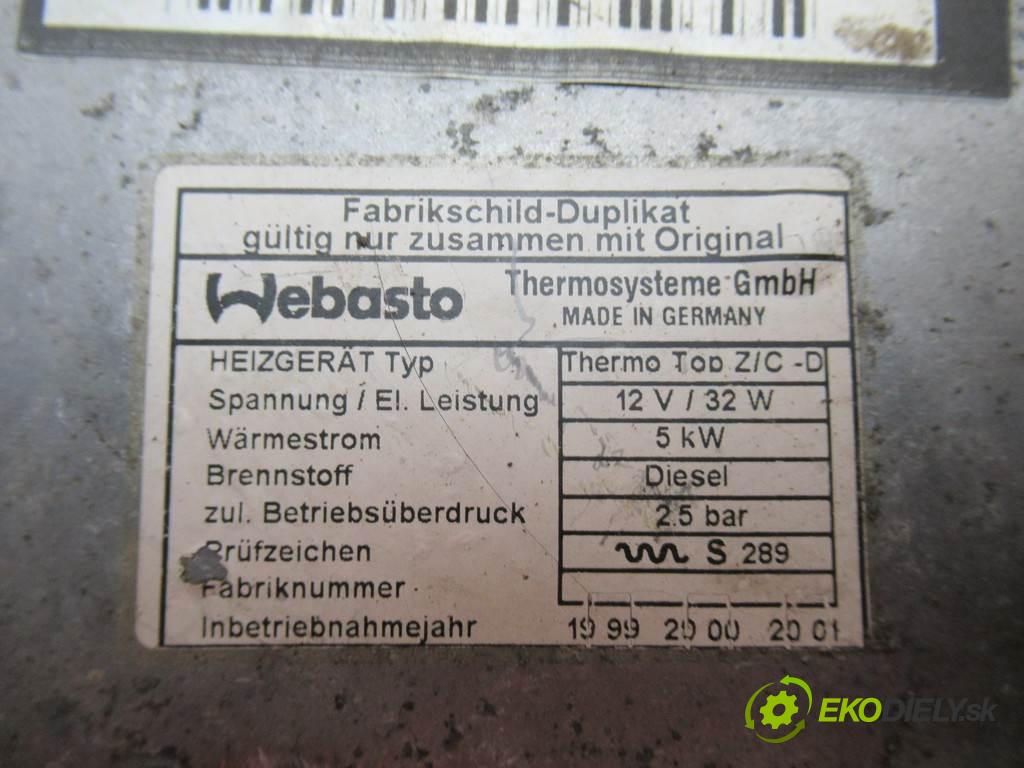 Fabrikschild-Duplikat
gültig nur zusammen mit Original
Webasto Thermosysteme GmbH
MADE IN GERMANY
HEIZGERÄT Typ Thermo Top Z/C -D
Spannung / El. Leistung 12 V / 32 W
Wärmestrom 5 kW
Brennstoff Diesel
zul. Betriebsüberdruck 2.5 bar
Prüfzeichen S 289
Fabriknummer
Inbetriebnahmejahr 1999 2000 2001
EKODIELY.sk